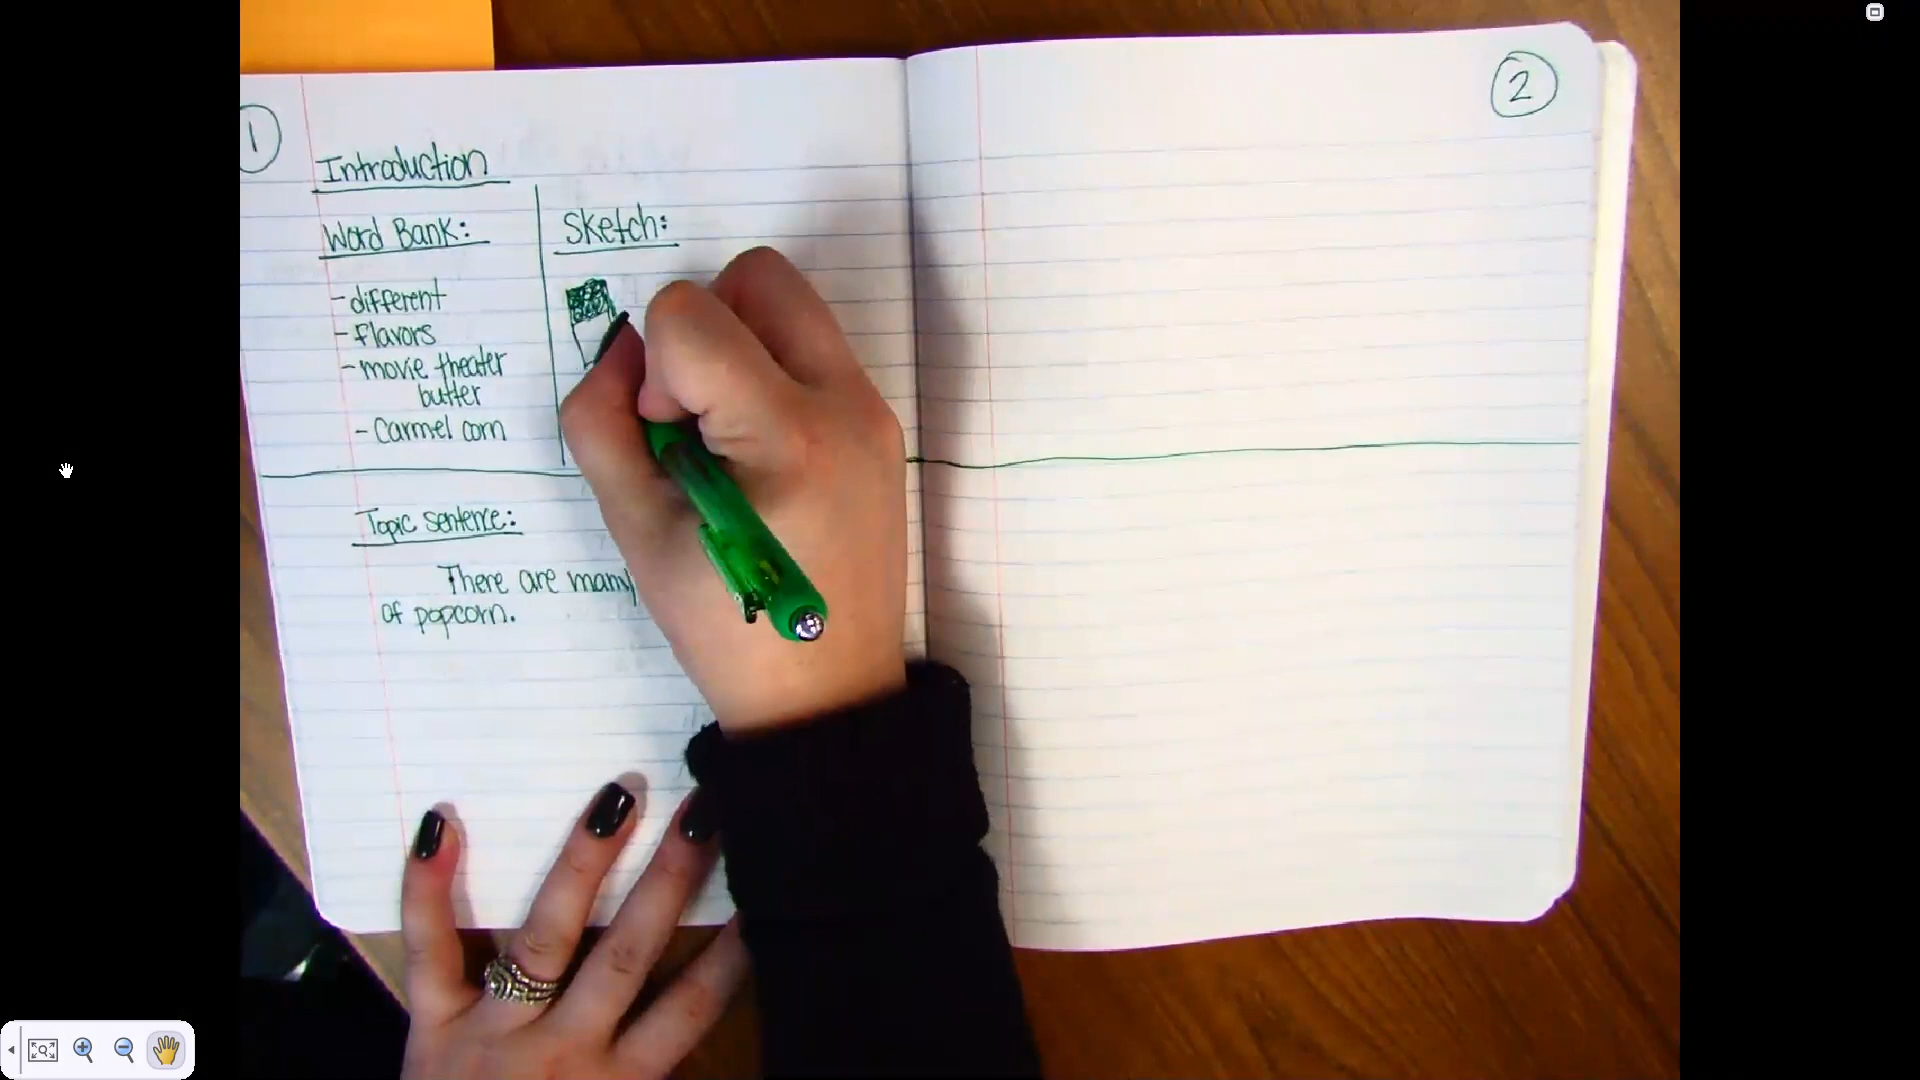 1
2
Introduction
Word Bank:
Sketch:
- different
- flavors
- movie theater
butter
- Carmel corn
Topic sentence:
There are many
of popcorn.